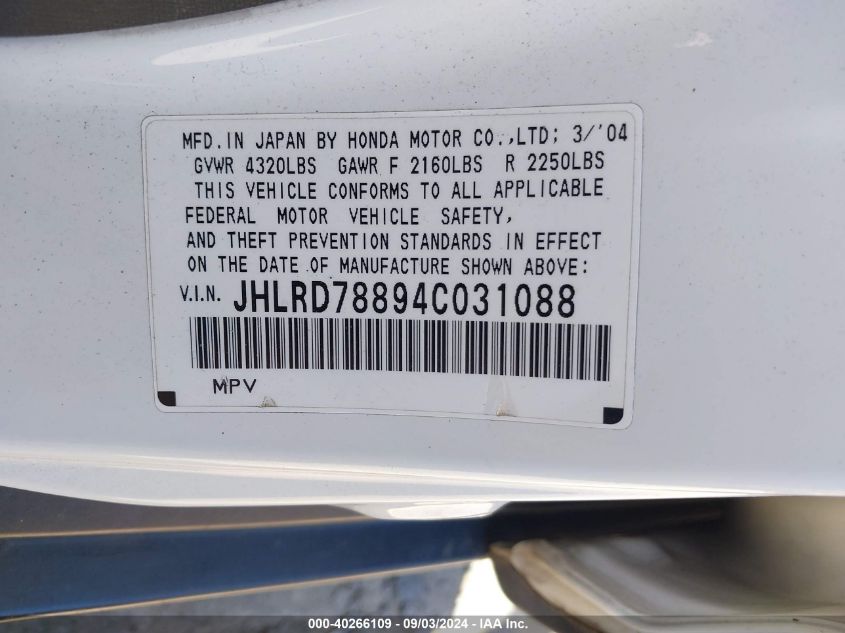 MFD. IN JAPAN BY HONDA MOTOR CO.,LTD; 3/'04
GVWR 4320LBS GAWR F 2160LBS R 2250LBS
THIS VEHICLE CONFORMS TO ALL APPLICABLE
FEDERAL MOTOR VEHICLE SAFETY,
AND THEFT PREVENTION STANDARDS IN EFFECT
ON THE DATE OF MANUFACTURE SHOWN ABOVE:
V.I.N. JHLRD78894C031088
MPV
000-40266109 - 09/03/2024 - IAA Inc.